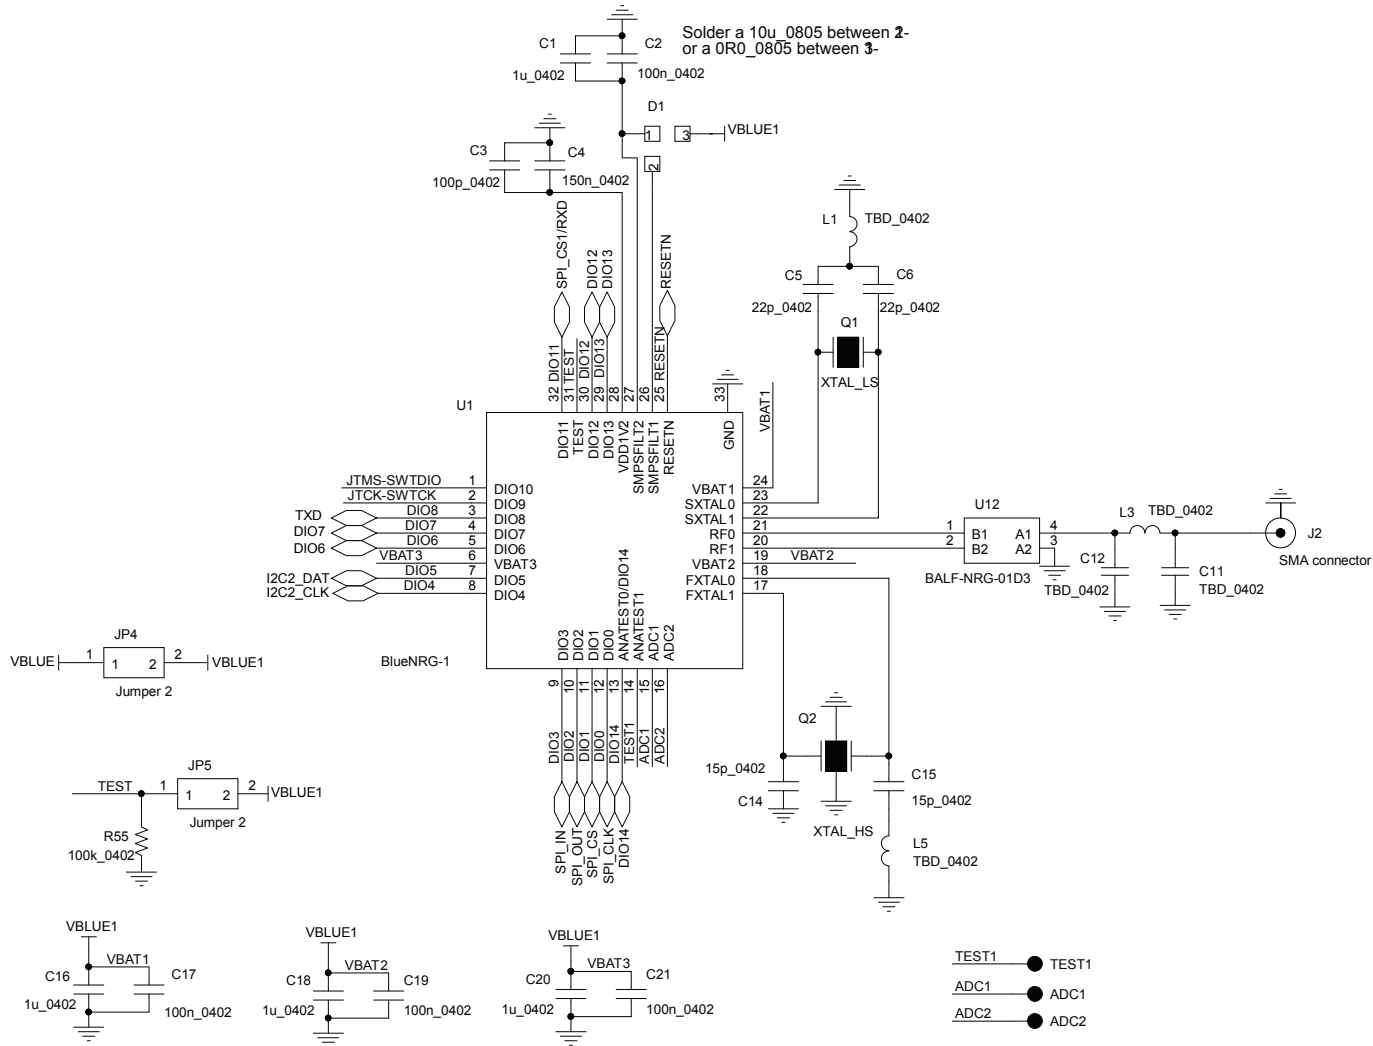 Solder a 10u_0805 between
or a 0R0_0805 between
C1
C2
1u_0402
100n_0402
D1
1
3
VBLUE1
2
C3
C4
100p_0402
150n_0402
SPI_CS1/RXD
DIO12
DIO13
RESETN
L1
TBD_0402
C5
C6
22p_0402
22p_0402
Q1
XTAL_LS
DIO11
TEST
DIO12
DIO13
RESETN
32
31
30
29
28
27
26
25
33
VBAT1
U1
DIO11
TEST
DIO12
DIO13
VDD1V2
SMPSFILT2
SMPSFILT1
RESETN
GND
JTMS-SWTDIO 1 DIO10
JTCK-SWTCK 2 DIO9
TXD DIO8 3 DIO8
DIO7 DIO7 4 DIO7
DIO6 DIO6 5 DIO6
VBAT3 6 VBAT3
I2C2_DAT DIO5 7 DIO5
I2C2_CLK DIO4 8 DIO4
VBAT1 24
SXTAL0 23
SXTAL1 22
RF0 21
RF1 20
VBAT2 19 VBAT2
FXTAL0 18
FXTAL1 17
U12
1 B1 A1 4
2 B2 A2 3
BALF-NRG-01D3
L3 TBD_0402
C12
TBD_0402
C11
TBD_0402
J2
SMA connector
DIO3
DIO2
DIO1
DIO0
ANATEST0/DIO14
ANATEST1
ADC1
ADC2
BlueNRG-1
9
10
11
12
13
14
15
16
DIO3
DIO2
DIO1
DIO0
DIO14
TEST1
ADC1
ADC2
SPI_IN
SPI_OUT
SPI_CS
SPI_CLK
DIO14
JP4
VBLUE 1 1 2 2 VBLUE1
Jumper 2
Q2
15p_0402
C14
XTAL_HS
C15
15p_0402
L5
TBD_0402
JP5
TEST 1 1 2 2 VBLUE1
Jumper 2
R55
100k_0402
VBLUE1
VBAT1
C16
C17
1u_0402
100n_0402
VBLUE1
VBAT2
C18
C19
1u_0402
100n_0402
VBLUE1
VBAT3
C20
C21
1u_0402
100n_0402
TEST1 TEST1
ADC1 ADC1
ADC2 ADC2